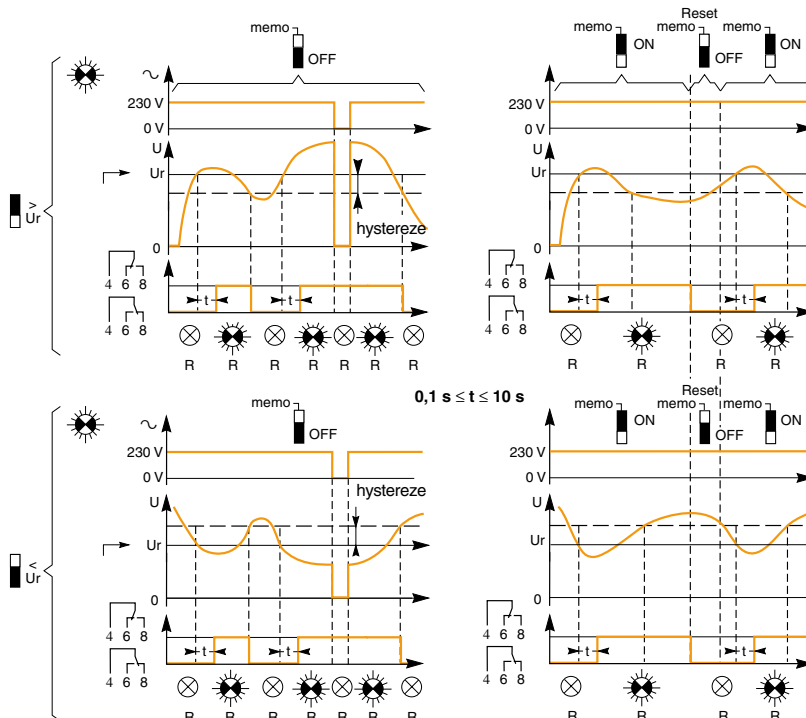 memo
OFF
230 V
0 V
U
Ur
hystereze
0
>
Ur
4 6 8
4 6 8
t
t
R R R R R R
Reset
memo ON
memo OFF
memo ON
230 V
0 V
U
Ur
0
4 6 8
4 6 8
t
t
R R R R
0,1 s ≤ t ≤ 10 s
memo
OFF
230 V
0 V
U
hystereze
Ur
0
<
Ur
4 6 8
4 6 8
t
t
R R R R R R
Reset
memo ON
memo OFF
memo ON
230 V
0 V
U
Ur
0
4 6 8
4 6 8
t
t
R R R R